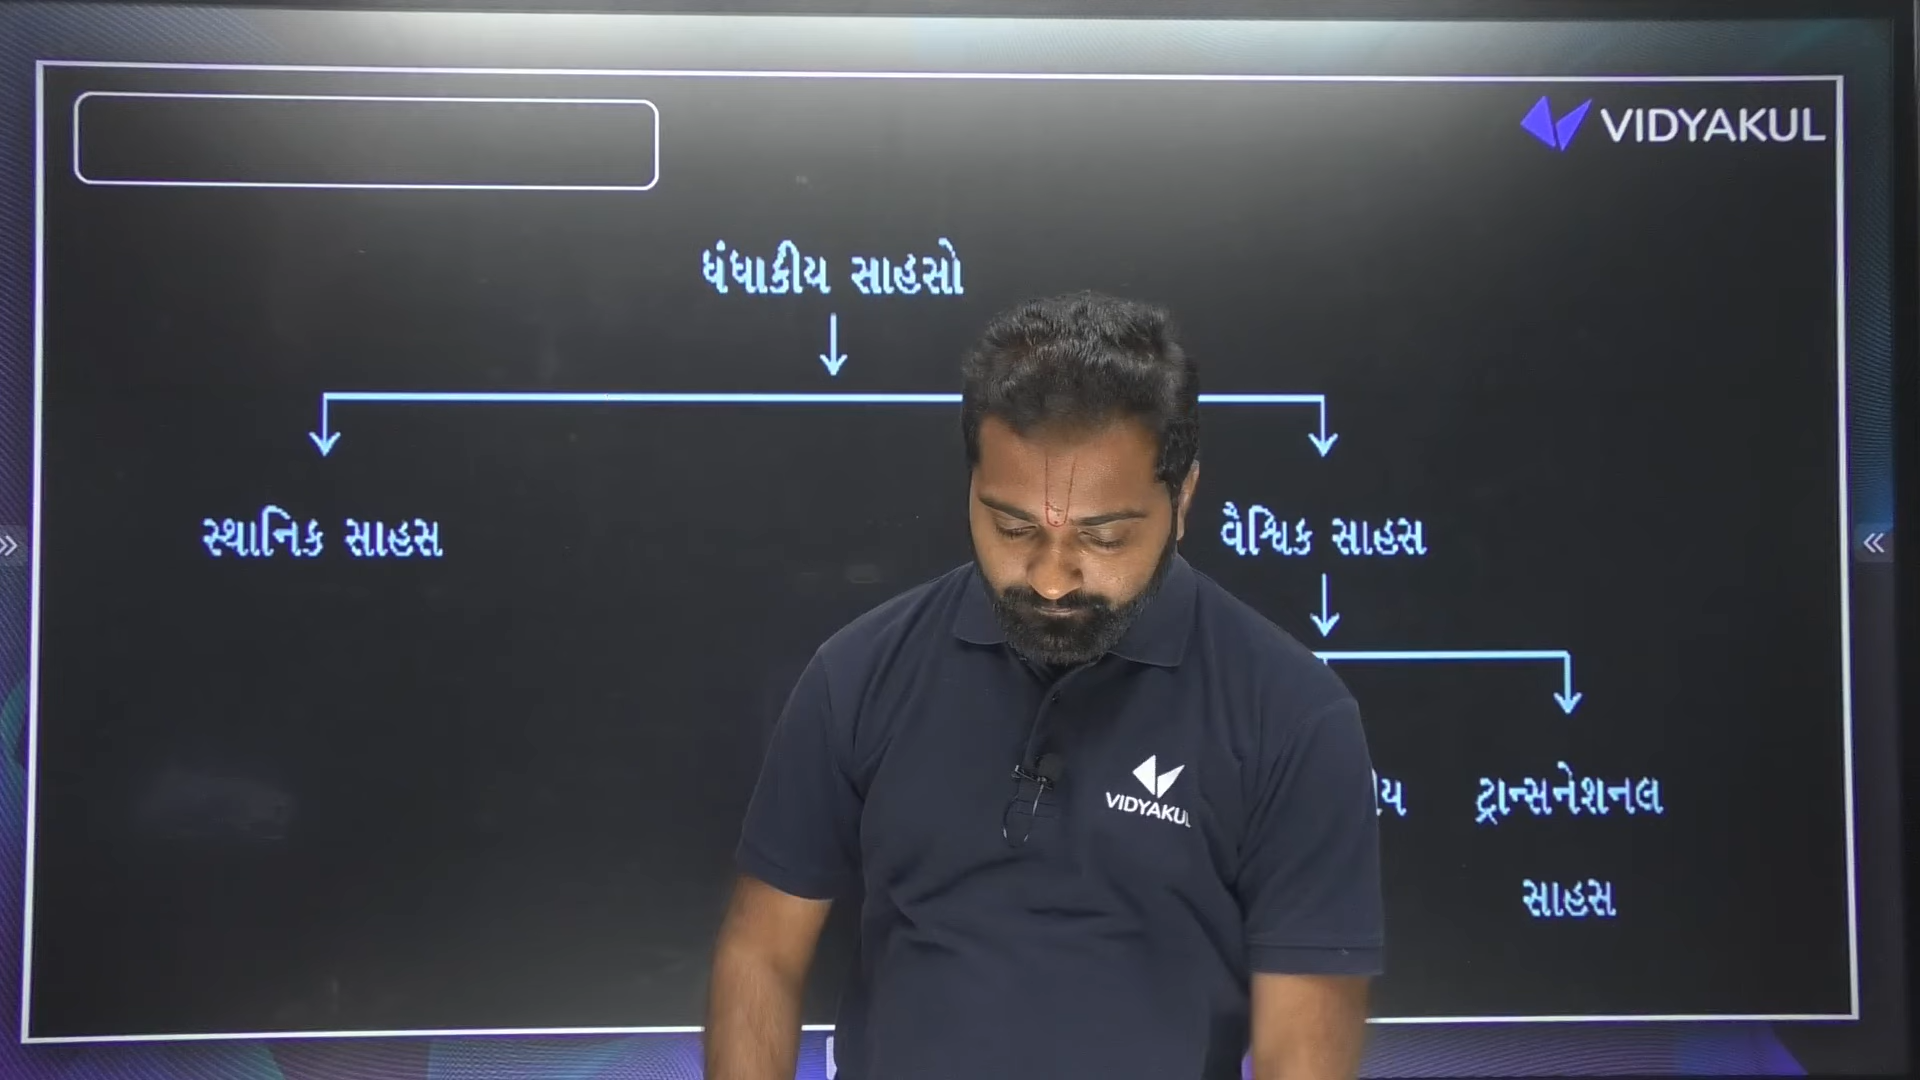 VIDYAKUL
ધંધાકીય સાહસો
સ્થાનિક સાહસ
વૈશ્વિક સાહસ
ટ્રાન્સનેશનલ
સાહસ
VIDYAKUL